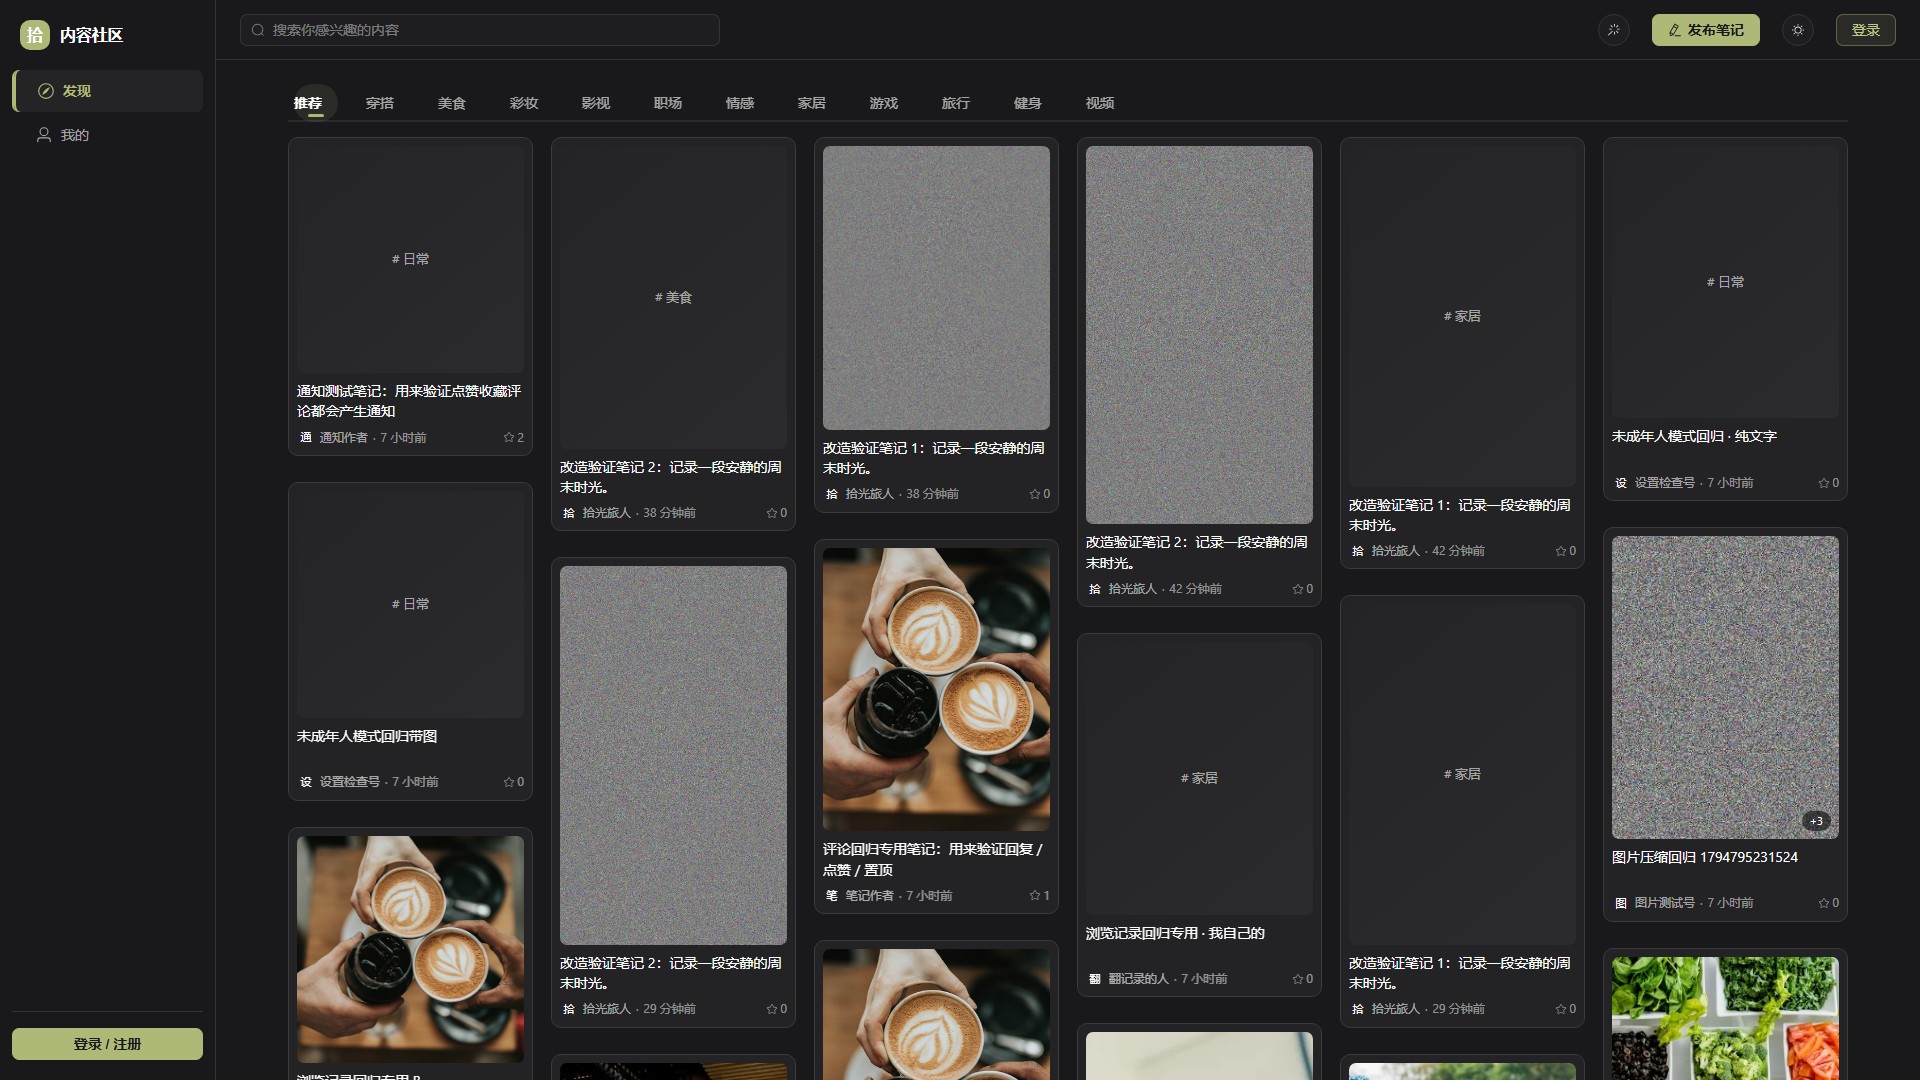 拾 内容社区
发现
我的
登录 / 注册
搜索你感兴趣的内容
发布笔记
登录
推荐 穿搭 美食 彩妆 影视 职场 情感 家居 游戏 旅行 健身 视频
# 日常
通知测试笔记：用来验证点赞收藏评
论都会产生通知
通 通知作者 · 7 小时前 2
# 日常
未成年人模式回归带图
设 设置检查号 · 7 小时前 0
# 美食
改造验证笔记 2：记录一段安静的周
末时光。
拾 拾光旅人 · 38 分钟前 0
改造验证笔记 2：记录一段安静的周
末时光。
拾 拾光旅人 · 29 分钟前 0
改造验证笔记 1：记录一段安静的周
末时光。
拾 拾光旅人 · 38 分钟前 0
评论回归专用笔记：用来验证回复 /
点赞 / 置顶
笔 笔记作者 · 7 小时前 1
改造验证笔记 2：记录一段安静的周
末时光。
拾 拾光旅人 · 42 分钟前 0
# 家居
浏览记录回归专用 · 我自己的
翻 翻记录的人 · 7 小时前 0
# 家居
改造验证笔记 1：记录一段安静的周
末时光。
拾 拾光旅人 · 42 分钟前 0
# 家居
改造验证笔记 1：记录一段安静的周
末时光。
拾 拾光旅人 · 29 分钟前 0
# 日常
未成年人模式回归 · 纯文字
设 设置检查号 · 7 小时前 0
+3
图片压缩回归 1794795231524
图 图片测试号 · 7 小时前 0